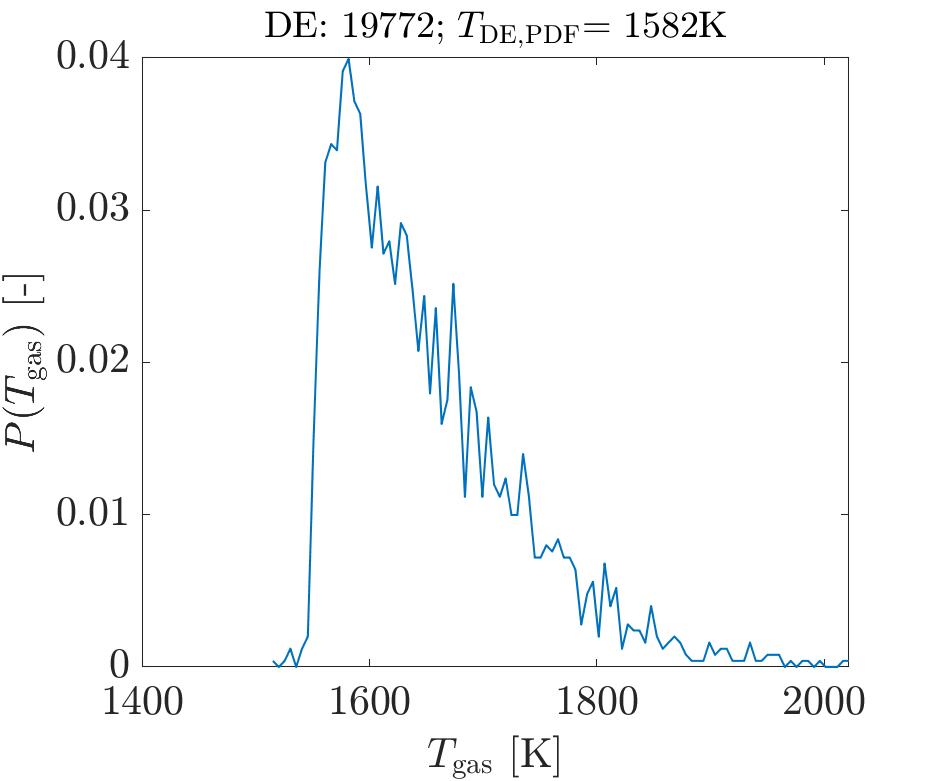 DE: 19772; T_DE,PDF= 1582K
0.04
0.03
0.02
0.01
0
P(T_gas) [-]
1400 1600 1800 2000
T_gas [K]